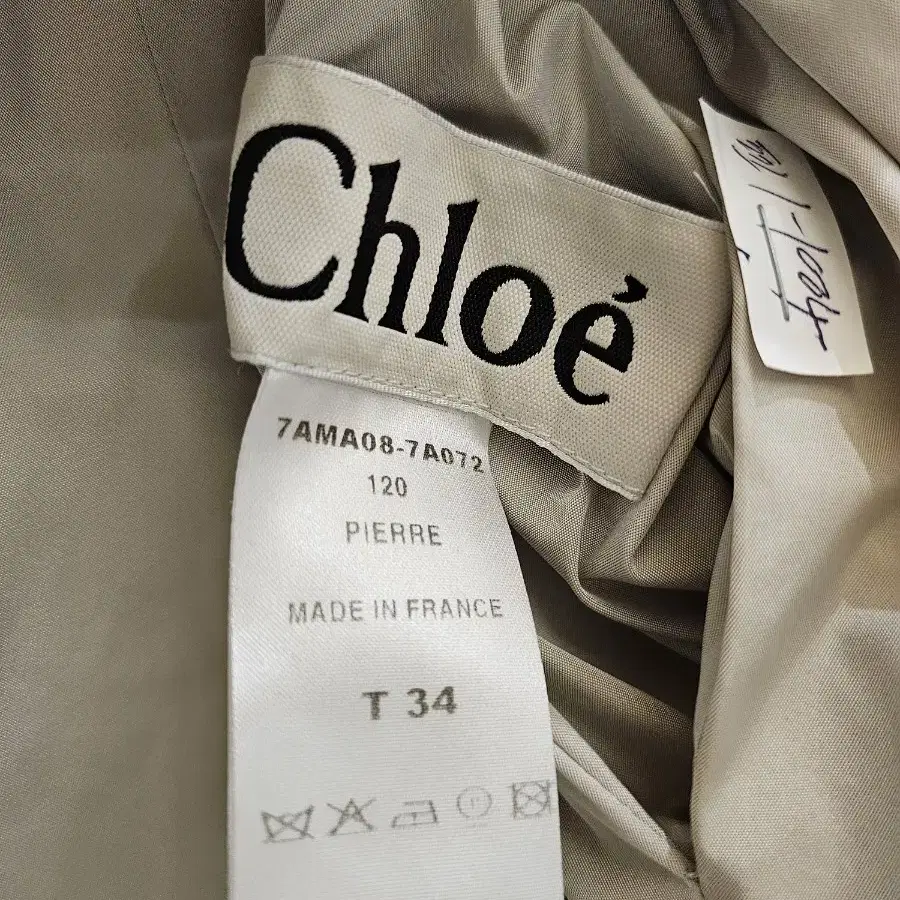 Chloé
7AMA08-7A072
120
PIERRE
MADE IN FRANCE
T 34